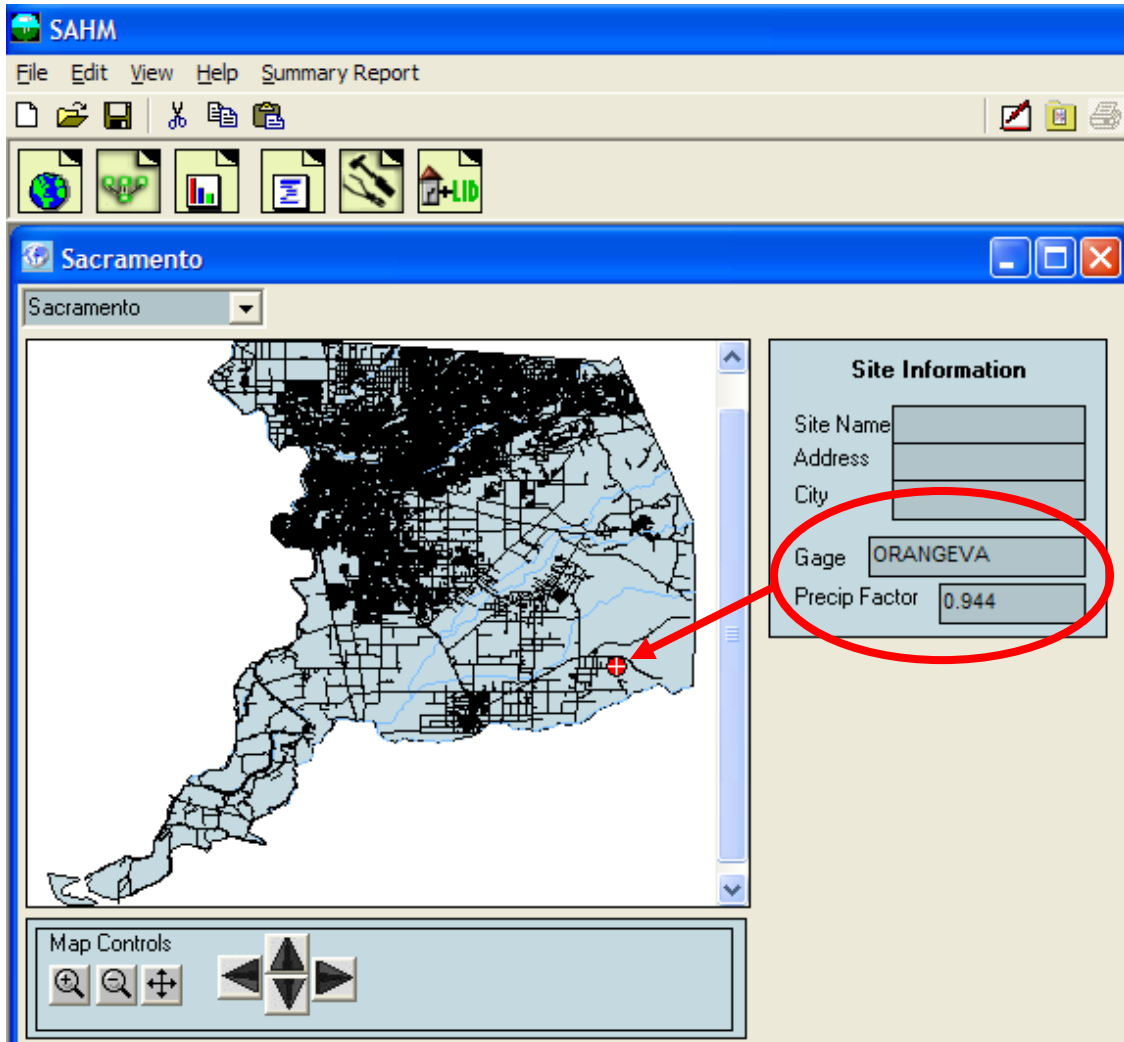 SAHM
File Edit View Help Summary Report
+LID
Sacramento
Sacramento
Site Information
Site Name
Address
City
Gage ORANGEVA
Precip Factor 0.944
Map Controls